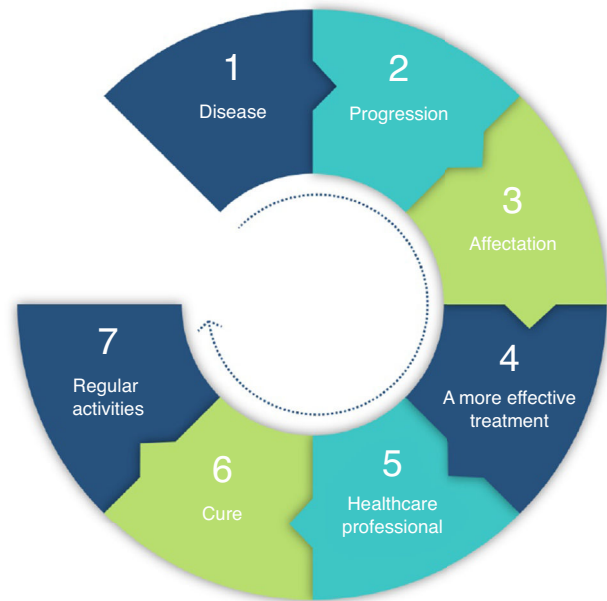 1
Disease
2
Progression
3
Affectation
4
A more effective
treatment
5
Healthcare
professional
6
Cure
7
Regular
activities